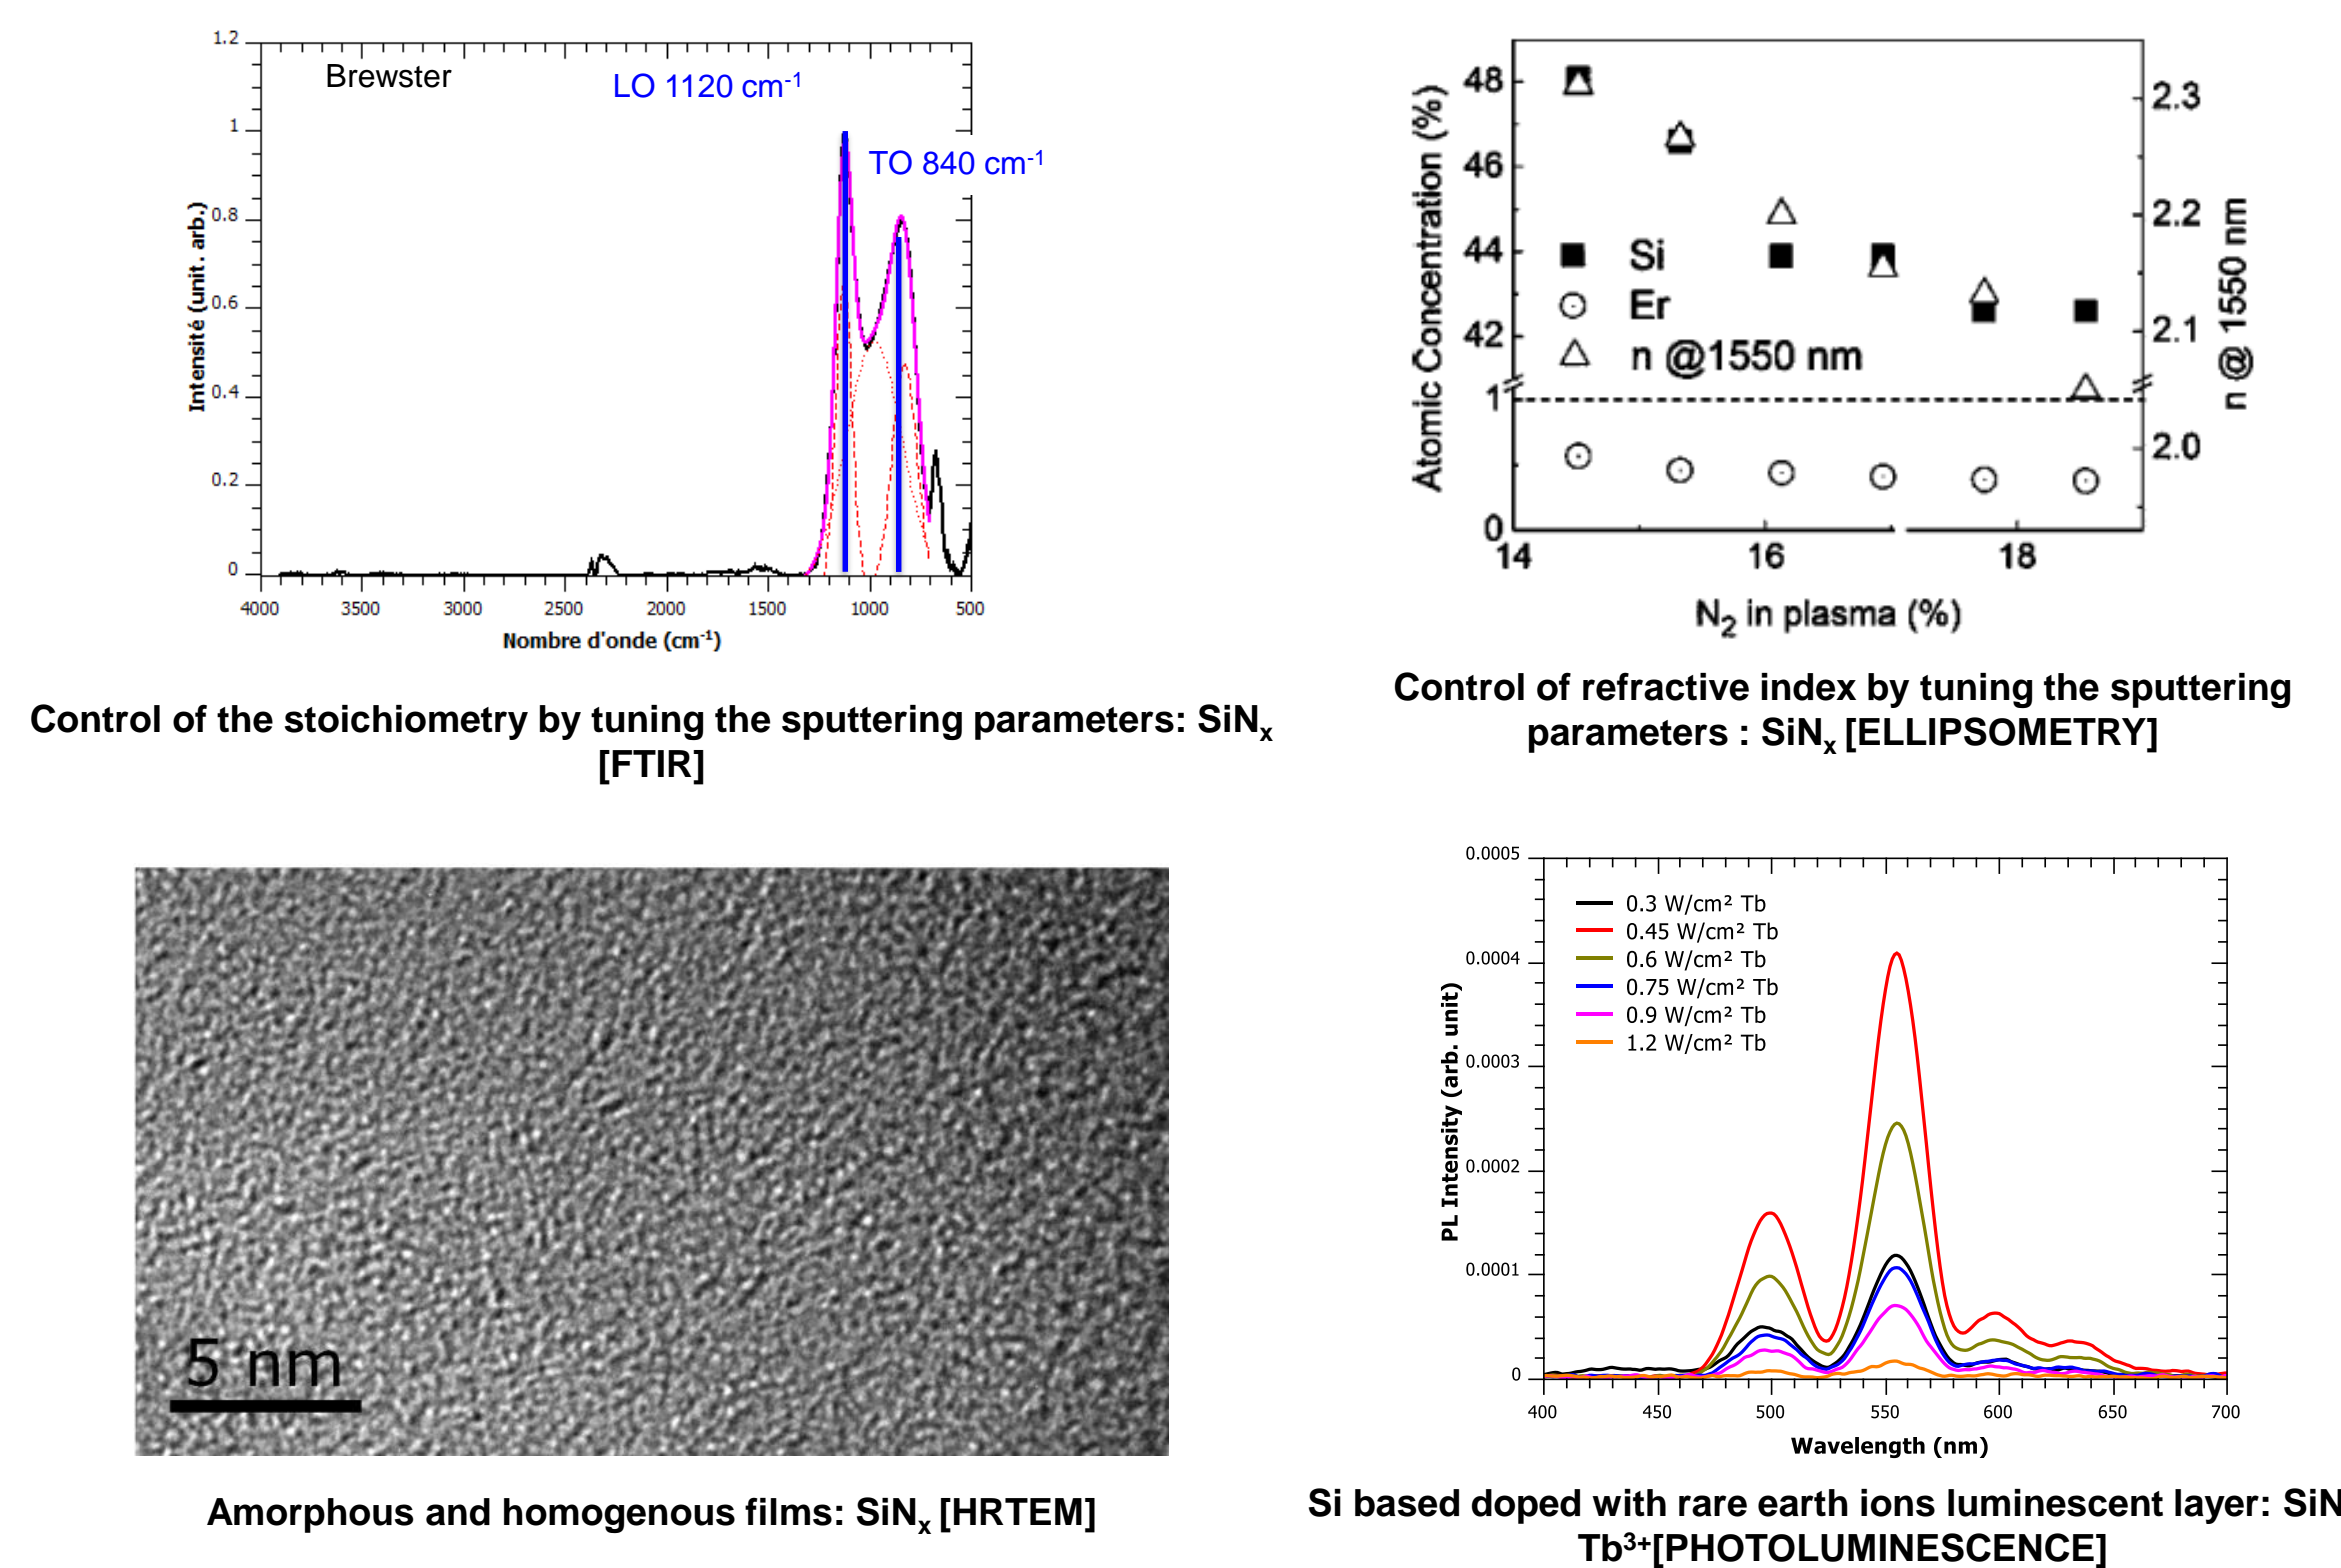 Brewster
LO 1120 cm-1
TO 840 cm-1
Intensité (unit. arb.)
1.2
1
0.8
0.6
0.4
0.2
0
4000 3500 3000 2500 2000 1500 1000 500
Nombre d'onde (cm-1)
Control of the stoichiometry by tuning the sputtering parameters: SiNx
[FTIR]
Atomic Concentration (%)
48
46
44
42
1
0
Si
Er
n @1550 nm
2.3
2.2
2.1
2.0
n @ 1550 nm
14 16 18
N2 in plasma (%)
Control of refractive index by tuning the sputtering
parameters : SiNx [ELLIPSOMETRY]
5 nm
Amorphous and homogenous films: SiNx [HRTEM]
PL Intensity (arb. unit)
0.0005
0.0004
0.0003
0.0002
0.0001
0
0.3 W/cm² Tb
0.45 W/cm² Tb
0.6 W/cm² Tb
0.75 W/cm² Tb
0.9 W/cm² Tb
1.2 W/cm² Tb
400 450 500 550 600 650 700
Wavelength (nm)
Si based doped with rare earth ions luminescent layer: SiN
Tb3+[PHOTOLUMINESCENCE]